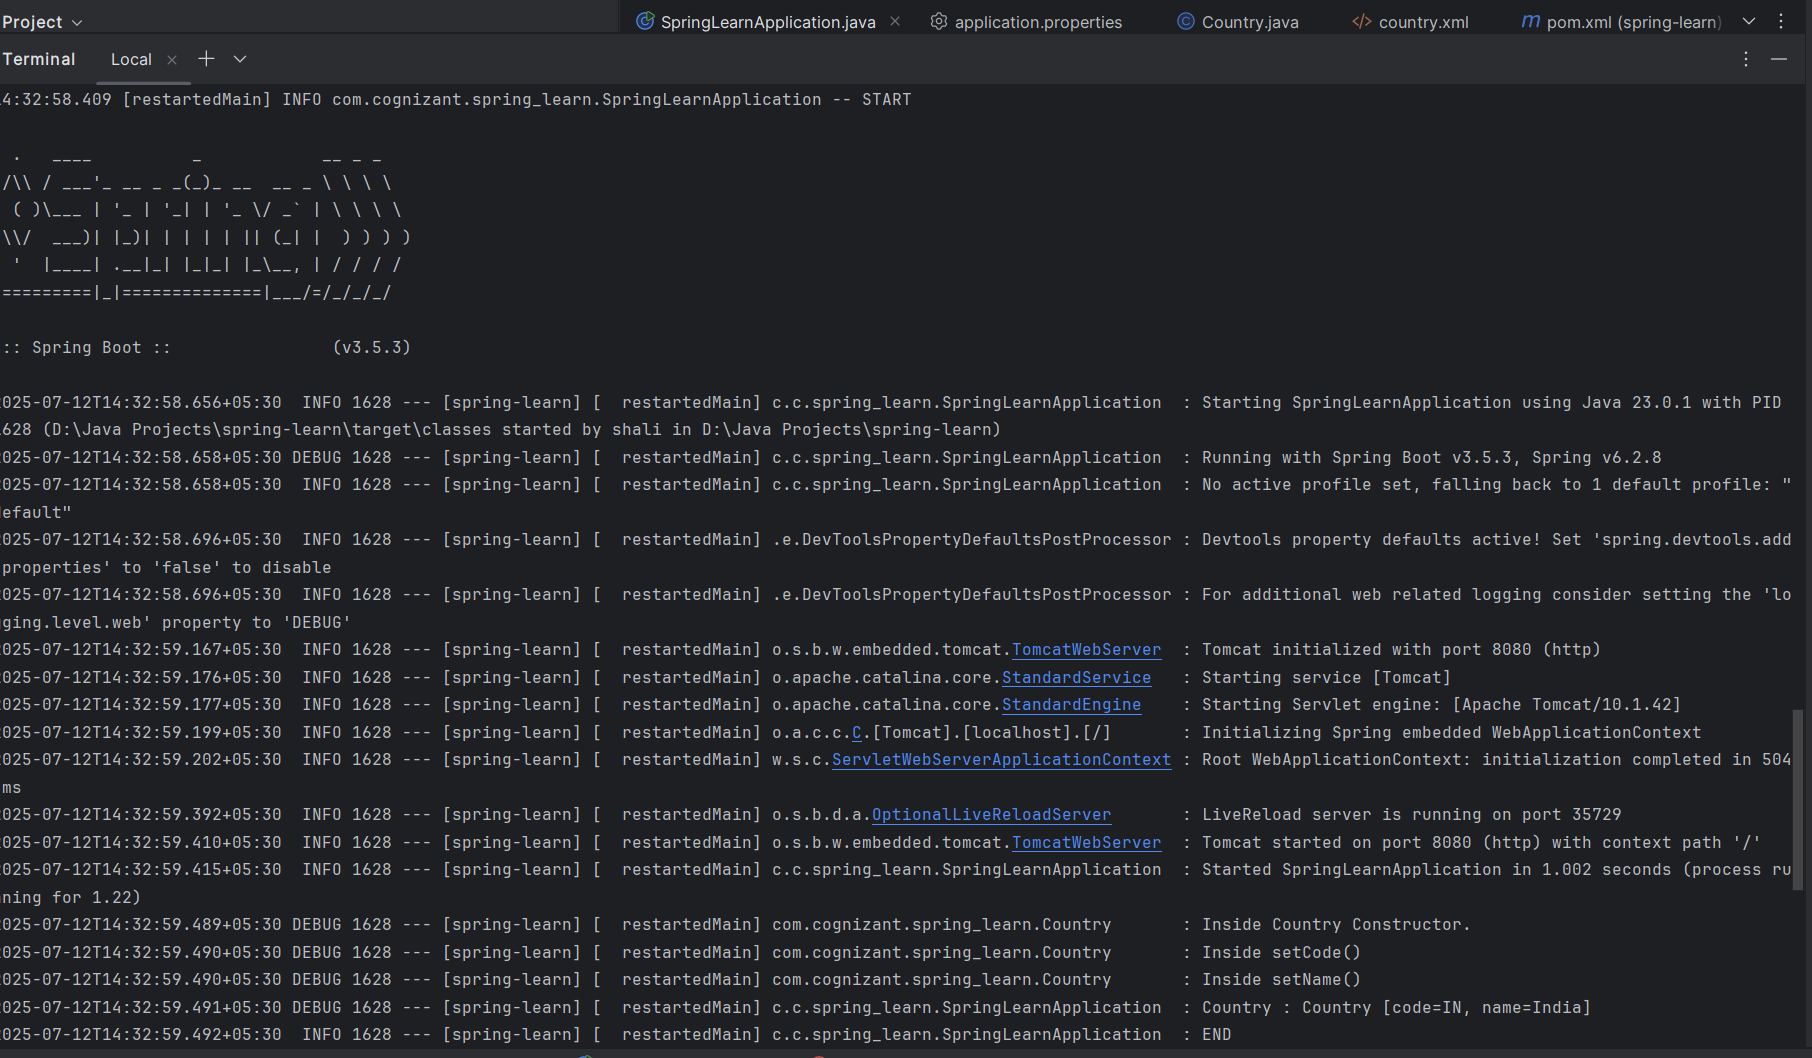 Project
SpringLearnApplication.java
application.properties
Country.java
country.xml
pom.xml (spring-learn)
Terminal
Local
4:32:58.409 [restartedMain] INFO com.cognizant.spring_learn.SpringLearnApplication -- START
  .   ____          _            __ _ _
/\\ / ___'_ __ _ _(_)_ __  __ _ \ \ \ \
 ( )\___ | '_ | '_| | '_ \/ _` | \ \ \ \
\\/  ___)| |_)| | | | | || (_| |  ) ) ) )
 '  |____| .__|_| |_|_| |_\__, | / / / /
=========|_|==============|___/=/_/_/_/
:: Spring Boot ::                (v3.5.3)
025-07-12T14:32:58.656+05:30  INFO 1628 --- [spring-learn] [  restartedMain] c.c.spring_learn.SpringLearnApplication  : Starting SpringLearnApplication using Java 23.0.1 with PID
1628 (D:\Java Projects\spring-learn\target\classes started by shali in D:\Java Projects\spring-learn)
025-07-12T14:32:58.658+05:30 DEBUG 1628 --- [spring-learn] [  restartedMain] c.c.spring_learn.SpringLearnApplication  : Running with Spring Boot v3.5.3, Spring v6.2.8
025-07-12T14:32:58.658+05:30  INFO 1628 --- [spring-learn] [  restartedMain] c.c.spring_learn.SpringLearnApplication  : No active profile set, falling back to 1 default profile: "
default"
025-07-12T14:32:58.696+05:30  INFO 1628 --- [spring-learn] [  restartedMain] .e.DevToolsPropertyDefaultsPostProcessor : Devtools property defaults active! Set 'spring.devtools.add
properties' to 'false' to disable
025-07-12T14:32:58.696+05:30  INFO 1628 --- [spring-learn] [  restartedMain] .e.DevToolsPropertyDefaultsPostProcessor : For additional web related logging consider setting the 'lo
ging.level.web' property to 'DEBUG'
025-07-12T14:32:59.167+05:30  INFO 1628 --- [spring-learn] [  restartedMain] o.s.b.w.embedded.tomcat.TomcatWebServer  : Tomcat initialized with port 8080 (http)
025-07-12T14:32:59.176+05:30  INFO 1628 --- [spring-learn] [  restartedMain] o.apache.catalina.core.StandardService   : Starting service [Tomcat]
025-07-12T14:32:59.177+05:30  INFO 1628 --- [spring-learn] [  restartedMain] o.apache.catalina.core.StandardEngine    : Starting Servlet engine: [Apache Tomcat/10.1.42]
025-07-12T14:32:59.199+05:30  INFO 1628 --- [spring-learn] [  restartedMain] o.a.c.c.C.[Tomcat].[localhost].[/]       : Initializing Spring embedded WebApplicationContext
025-07-12T14:32:59.202+05:30  INFO 1628 --- [spring-learn] [  restartedMain] w.s.c.ServletWebServerApplicationContext : Root WebApplicationContext: initialization completed in 504
ms
025-07-12T14:32:59.392+05:30  INFO 1628 --- [spring-learn] [  restartedMain] o.s.b.d.a.OptionalLiveReloadServer       : LiveReload server is running on port 35729
025-07-12T14:32:59.410+05:30  INFO 1628 --- [spring-learn] [  restartedMain] o.s.b.w.embedded.tomcat.TomcatWebServer  : Tomcat started on port 8080 (http) with context path '/'
025-07-12T14:32:59.415+05:30  INFO 1628 --- [spring-learn] [  restartedMain] c.c.spring_learn.SpringLearnApplication  : Started SpringLearnApplication in 1.002 seconds (process ru
ning for 1.22)
025-07-12T14:32:59.489+05:30 DEBUG 1628 --- [spring-learn] [  restartedMain] com.cognizant.spring_learn.Country       : Inside Country Constructor.
025-07-12T14:32:59.490+05:30 DEBUG 1628 --- [spring-learn] [  restartedMain] com.cognizant.spring_learn.Country       : Inside setCode()
025-07-12T14:32:59.490+05:30 DEBUG 1628 --- [spring-learn] [  restartedMain] com.cognizant.spring_learn.Country       : Inside setName()
025-07-12T14:32:59.491+05:30 DEBUG 1628 --- [spring-learn] [  restartedMain] c.c.spring_learn.SpringLearnApplication  : Country : Country [code=IN, name=India]
025-07-12T14:32:59.492+05:30  INFO 1628 --- [spring-learn] [  restartedMain] c.c.spring_learn.SpringLearnApplication  : END